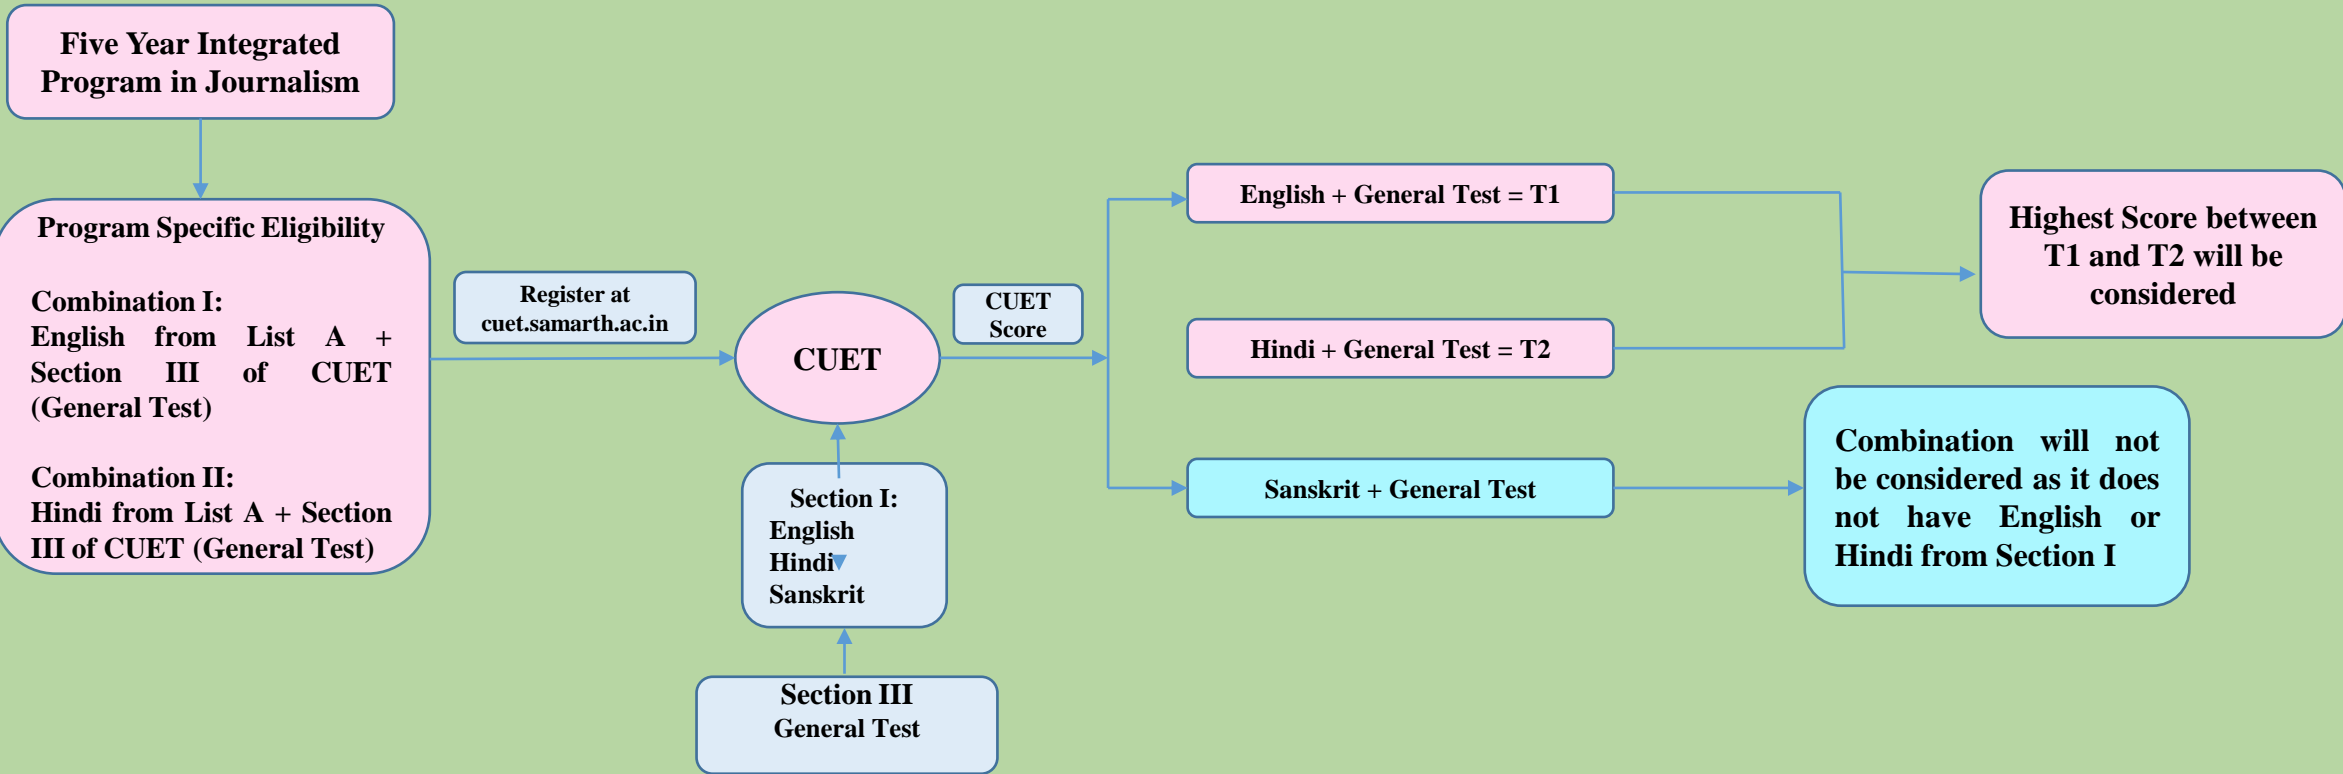 Five Year Integrated
Program in Journalism
Program Specific Eligibility
Combination I:
English from List A +
Section III of CUET
(General Test)
Combination II:
Hindi from List A + Section
III of CUET (General Test)
Register at
cuet.samarth.ac.in
CUET
Section I:
English
Hindi
Sanskrit
Section III
General Test
CUET
Score
English + General Test = T1
Hindi + General Test = T2
Sanskrit + General Test
Highest Score between
T1 and T2 will be
considered
Combination will not
be considered as it does
not have English or
Hindi from Section I